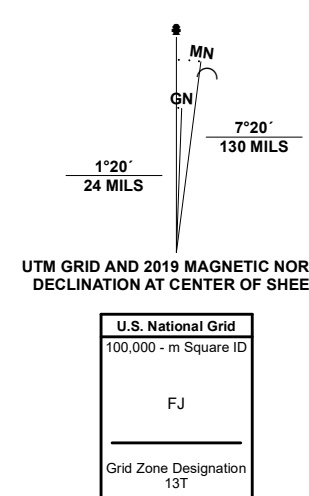 MN
GN
7°20´
130 MILS
1°20´
24 MILS
UTM GRID AND 2019 MAGNETIC NOR
DECLINATION AT CENTER OF SHEE
U.S. National Grid
100,000 - m Square ID
FJ
Grid Zone Designation
13T